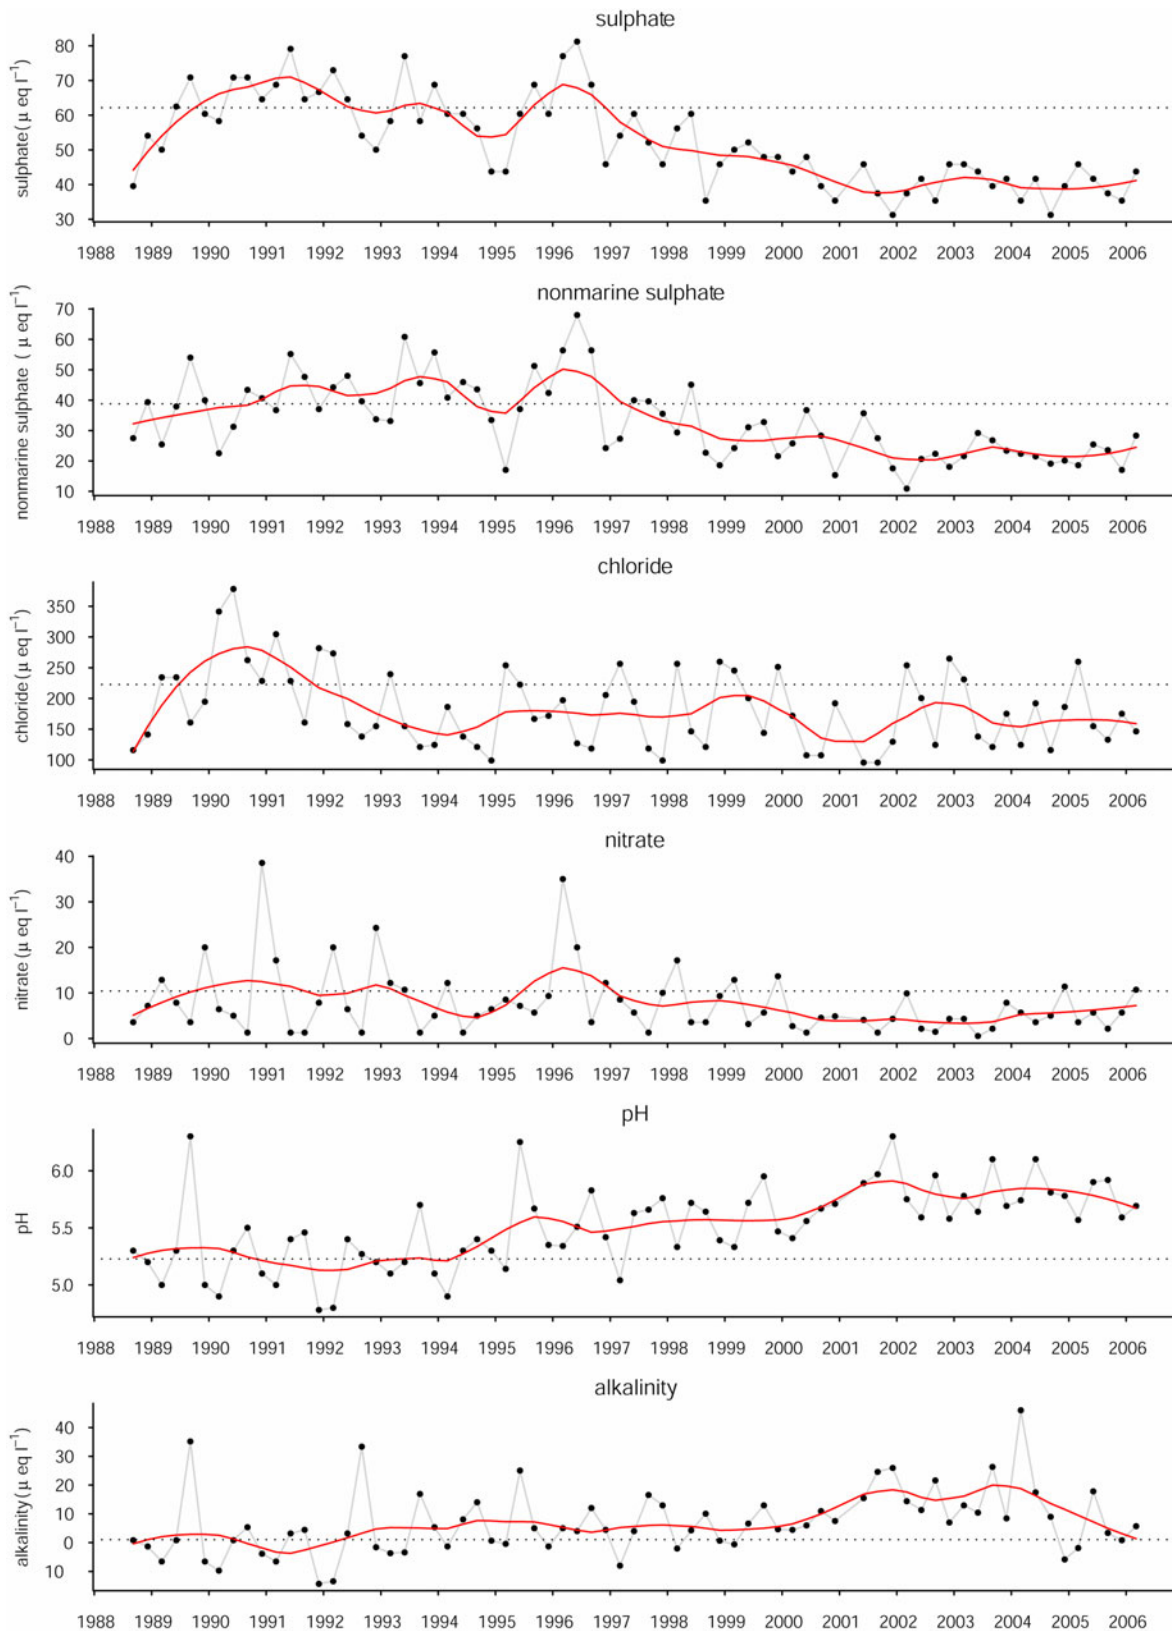 sulphate
sulphate (μ eq l⁻¹)
80
70
60
50
40
30
1988 1989 1990 1991 1992 1993 1994 1995 1996 1997 1998 1999 2000 2001 2002 2003 2004 2005 2006
nonmarine sulphate
nonmarine sulphate ( μ eq l⁻¹)
70
60
50
40
30
20
10
1988 1989 1990 1991 1992 1993 1994 1995 1996 1997 1998 1999 2000 2001 2002 2003 2004 2005 2006
chloride
chloride (μ eq l⁻¹)
350
300
250
200
150
100
1988 1989 1990 1991 1992 1993 1994 1995 1996 1997 1998 1999 2000 2001 2002 2003 2004 2005 2006
nitrate
nitrate (μ eq l⁻¹)
40
30
20
10
0
1988 1989 1990 1991 1992 1993 1994 1995 1996 1997 1998 1999 2000 2001 2002 2003 2004 2005 2006
pH
pH
6.0
5.5
5.0
1988 1989 1990 1991 1992 1993 1994 1995 1996 1997 1998 1999 2000 2001 2002 2003 2004 2005 2006
alkalinity
alkalinity (μ eq l⁻¹)
40
30
20
10
0
10
1988 1989 1990 1991 1992 1993 1994 1995 1996 1997 1998 1999 2000 2001 2002 2003 2004 2005 2006